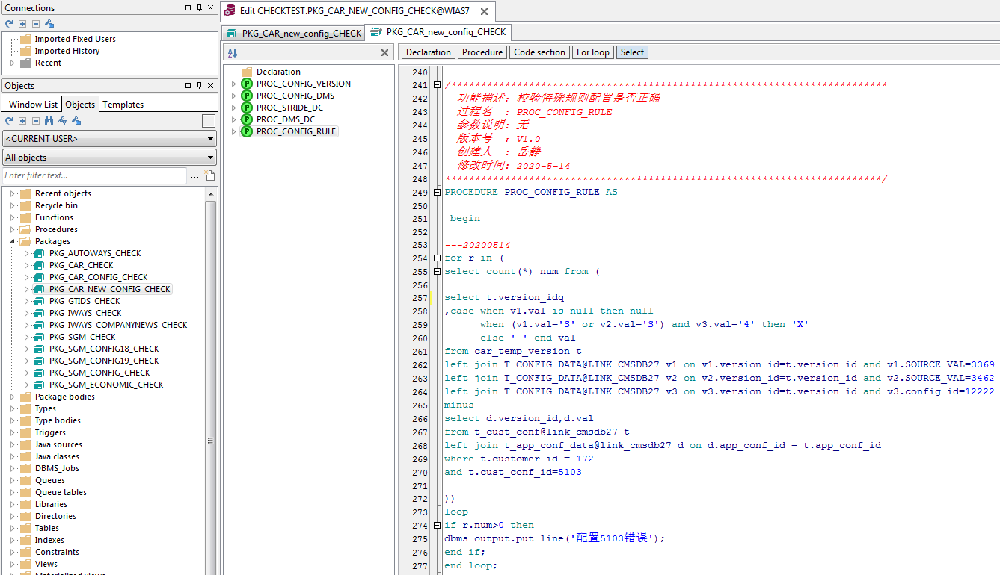 Connections
Imported Fixed Users
Imported History
Recent
Objects
Window List
Objects
Templates
<CURRENT USER>
All objects
Enter filter text...
...
Recent objects
Recycle bin
Functions
Procedures
Packages
PKG_AUTOWAYS_CHECK
PKG_CAR_CHECK
PKG_CAR_CONFIG_CHECK
PKG_CAR_NEW_CONFIG_CHECK
PKG_GTIDS_CHECK
PKG_IWAYS_CHECK
PKG_IWAYS_COMPANYNEWS_CHECK
PKG_SGM_CHECK
PKG_SGM_CONFIG18_CHECK
PKG_SGM_CONFIG19_CHECK
PKG_SGM_CONFIG_CHECK
PKG_SGM_ECONOMIC_CHECK
Package bodies
Types
Type bodies
Triggers
Java sources
Java classes
DBMS_Jobs
Queues
Queue tables
Libraries
Directories
Tables
Indexes
Constraints
Views
Edit CHECKTEST.PKG_CAR_NEW_CONFIG_CHECK@WIAS7
PKG_CAR_new_config_CHECK
PKG_CAR_new_config_CHECK
Declaration
PROC_CONFIG_VERSION
PROC_CONFIG_DMS
PROC_STRIDE_DC
PROC_DMS_DC
PROC_CONFIG_RULE
Declaration Procedure Code section For loop Select
240
241 /*************************************************************************
242 功能描述: 校验特殊规则配置是否正确
243 过程名 : PROC_CONFIG_RULE
244 参数说明: 无
245 版本号 : V1.0
246 创建人 : 岳静
247 修改时间: 2020-5-14
248 *************************************************************************/
249 PROCEDURE PROC_CONFIG_RULE AS
250
251 begin
252
253 ---20200514
254 for r in (
255 select count(*) num from (
256
257 select t.version_idq
258 ,case when v1.val is null then null
259 when (v1.val='S' or v2.val='S') and v3.val='4' then 'X'
260 else '-' end val
261 from car_temp_version t
262 left join T_CONFIG_DATA@LINK_CMSDB27 v1 on v1.version_id=t.version_id and v1.SOURCE_VAL=3369
263 left join T_CONFIG_DATA@LINK_CMSDB27 v2 on v2.version_id=t.version_id and v2.SOURCE_VAL=3462
264 left join T_CONFIG_DATA@LINK_CMSDB27 v3 on v3.version_id=t.version_id and v3.config_id=12222
265 minus
266 select d.version_id,d.val
267 from t_cust_conf@link_cmsdb27 t
268 left join t_app_conf_data@link_cmsdb27 d on d.app_conf_id = t.app_conf_id
269 where t.customer_id = 172
270 and t.cust_conf_id=5103
271
272 ))
273 loop
274 if r.num>0 then
275 dbms_output.put_line('配置5103错误');
276 end if;
277 end loop;